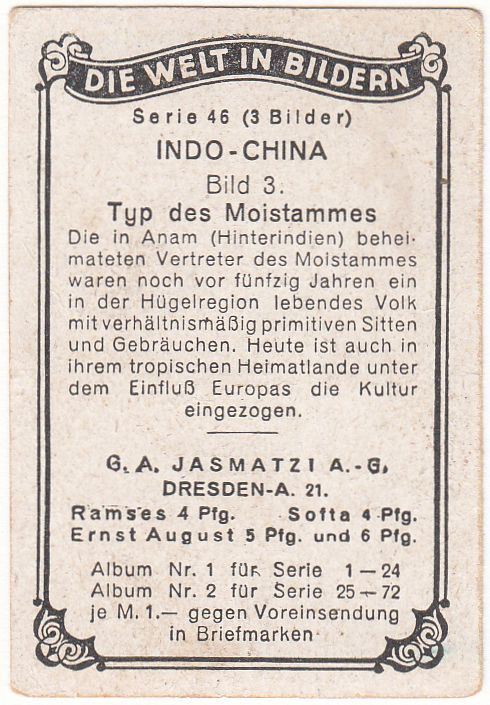 DIE WELT IN BILDERN
Serie 46 (3 Bilder)
INDO-CHINA
Bild 3.
Typ des Moistammes
Die in Anam (Hinterindien) behei-
mateten Vertreter des Moistammes
waren noch vor fünfzig Jahren ein
in der Hügelregion lebendes Volk
mit verhältnismäßig primitiven Sitten
und Gebräuchen. Heute ist auch in
ihrem tropischen Heimatlande unter
dem Einfluß Europas die Kultur
eingezogen.
G. A. JASMATZI A.-G.
DRESDEN-A. 21.
Ramses 4 Pfg. Softa 4 Pfg.
Ernst August 5 Pfg. und 6 Pfg.
Album Nr. 1 für Serie 1—24
Album Nr. 2 für Serie 25—72
je M. 1.— gegen Voreinsendung
in Briefmarken